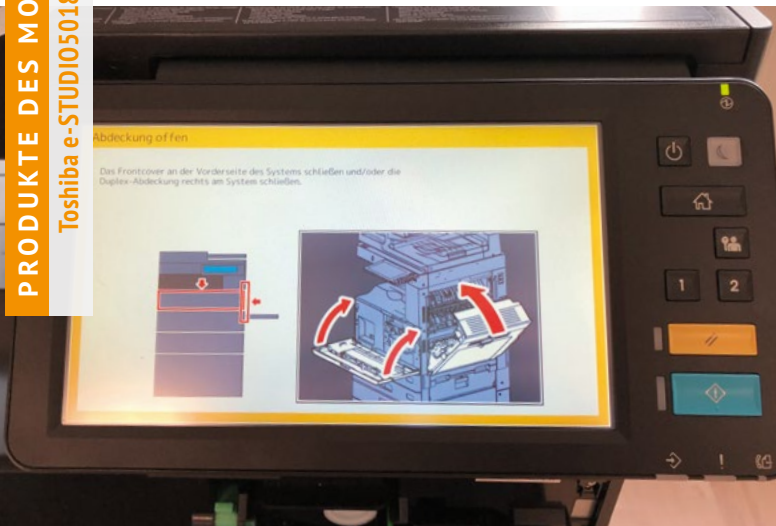 PRODUKTE DES MO
Toshiba e-STUDIO5018
Abdeckung offen
Das Frontcover an der Vorderseite des Systems schließen und/oder die
Duplex-Abdeckung rechts am System schließen.
1
2